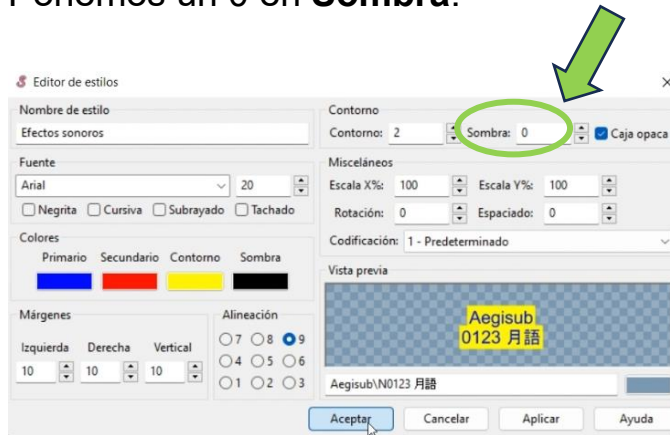 Ponemos un 0 en Sombra.
Editor de estilos
Nombre de estilo
Efectos sonoros
Fuente
Arial 20
Negrita Cursiva Subrayado Tachado
Colores
Primario Secundario Contorno Sombra
Márgenes
Izquierda Derecha Vertical
10 10 10
Alineación
7 8 9
4 5 6
1 2 3
Contorno
Contorno: 2 Sombra: 0 Caja opaca
Misceláneos
Escala X%: 100 Escala Y%: 100
Rotación: 0 Espaciado: 0
Codificación: 1 - Predeterminado
Vista previa
Aegisub
0123 月語
Aegisub\N0123 月語
Aceptar Cancelar Aplicar Ayuda